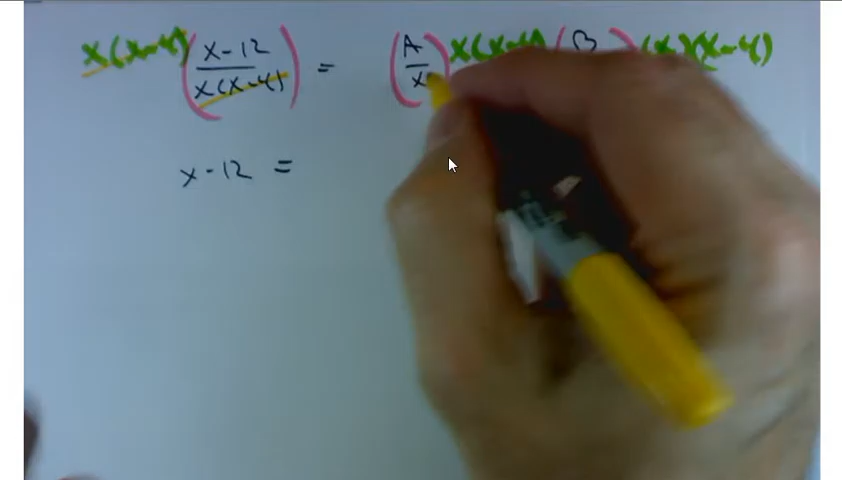 x(x-4) (x-12 / x(x-4)) = (A / x) x(x-4) (B (x)(x-4)
x-12 =